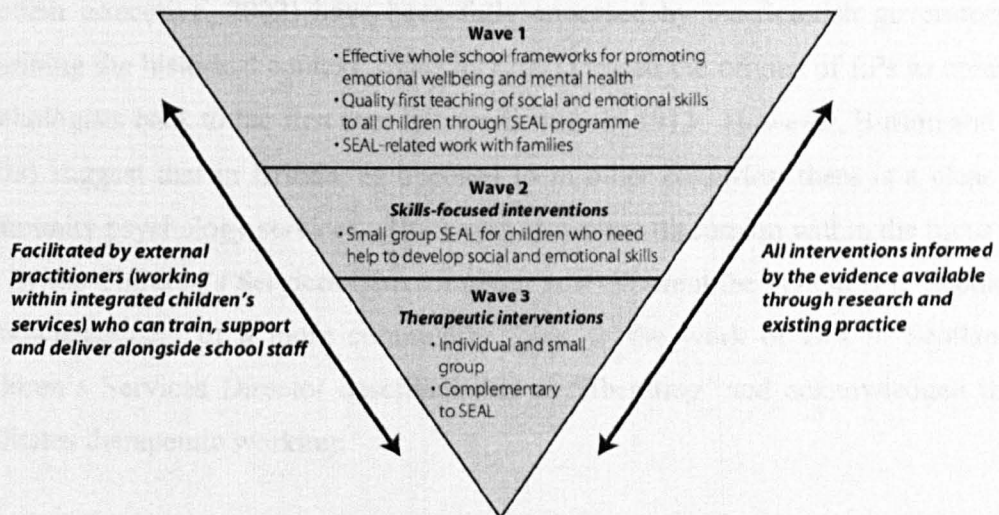 Wave 1
• Effective whole school frameworks for promoting
emotional wellbeing and mental health
• Quality first teaching of social and emotional skills
to all children through SEAL programme
• SEAL-related work with families
Wave 2
Skills-focused interventions
• Small group SEAL for children who need
help to develop social and emotional skills
Wave 3
Therapeutic interventions
• Individual and small
group
• Complementary
to SEAL
Facilitated by external
practitioners (working
within integrated children's
services) who can train, support
and deliver alongside school staff
All interventions informed
by the evidence available
through research and
existing practice